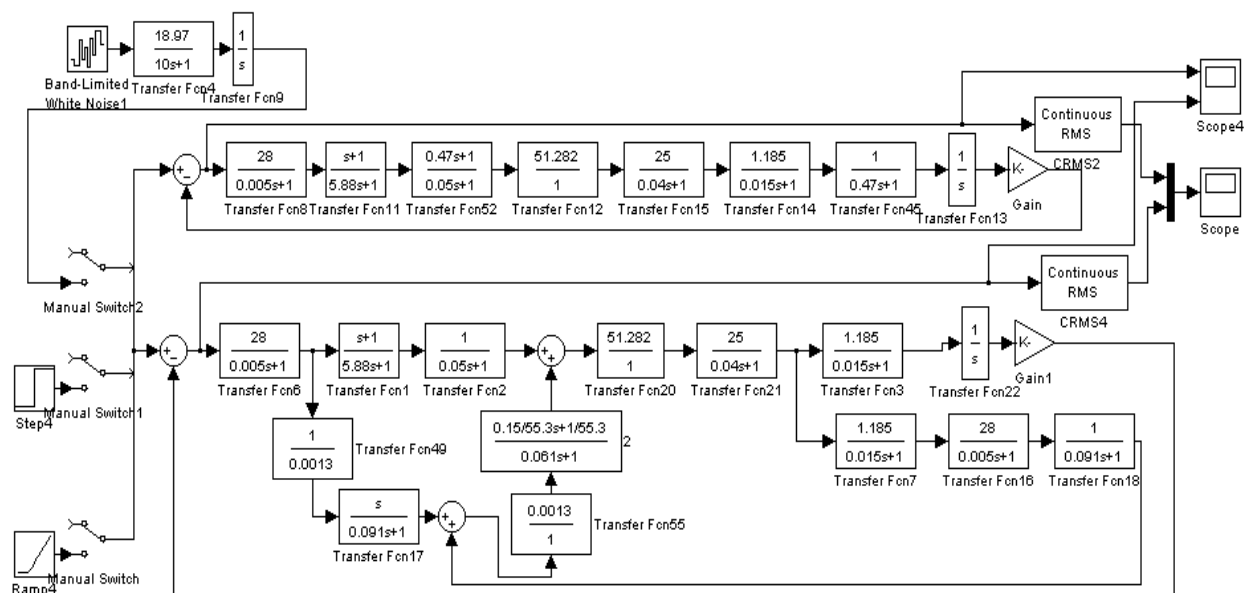 18.97
10s+1
1
s
Band-Limited
White Noise1
Transfer Fcn4
Transfer Fcn9
Continuous
RMS
CRMS2
Scope4
+
-
28
0.005s+1
Transfer Fcn8
s+1
5.88s+1
Transfer Fcn11
0.47s+1
0.05s+1
Transfer Fcn52
51.282
1
Transfer Fcn12
25
0.04s+1
Transfer Fcn15
1.185
0.015s+1
Transfer Fcn14
1
0.47s+1
Transfer Fcn45
1
s
Transfer Fcn13
K-
Gain
Scope
Manual Switch2
Continuous
RMS
CRMS4
+
-
28
0.005s+1
Transfer Fcn6
s+1
5.88s+1
Transfer Fcn1
1
0.05s+1
Transfer Fcn2
+
+
51.282
1
Transfer Fcn20
25
0.04s+1
Transfer Fcn21
1.185
0.015s+1
Transfer Fcn3
1
s
Transfer Fcn22
K-
Gain1
Manual Switch1
Step4
1
0.0013
Transfer Fcn49
0.15/55.3s+1/55.3
0.061s+1
2
1.185
0.015s+1
Transfer Fcn7
28
0.005s+1
Transfer Fcn16
1
0.091s+1
Transfer Fcn18
s
0.091s+1
Transfer Fcn17
+
+
0.0013
1
Transfer Fcn55
Manual Switch
Ramp4